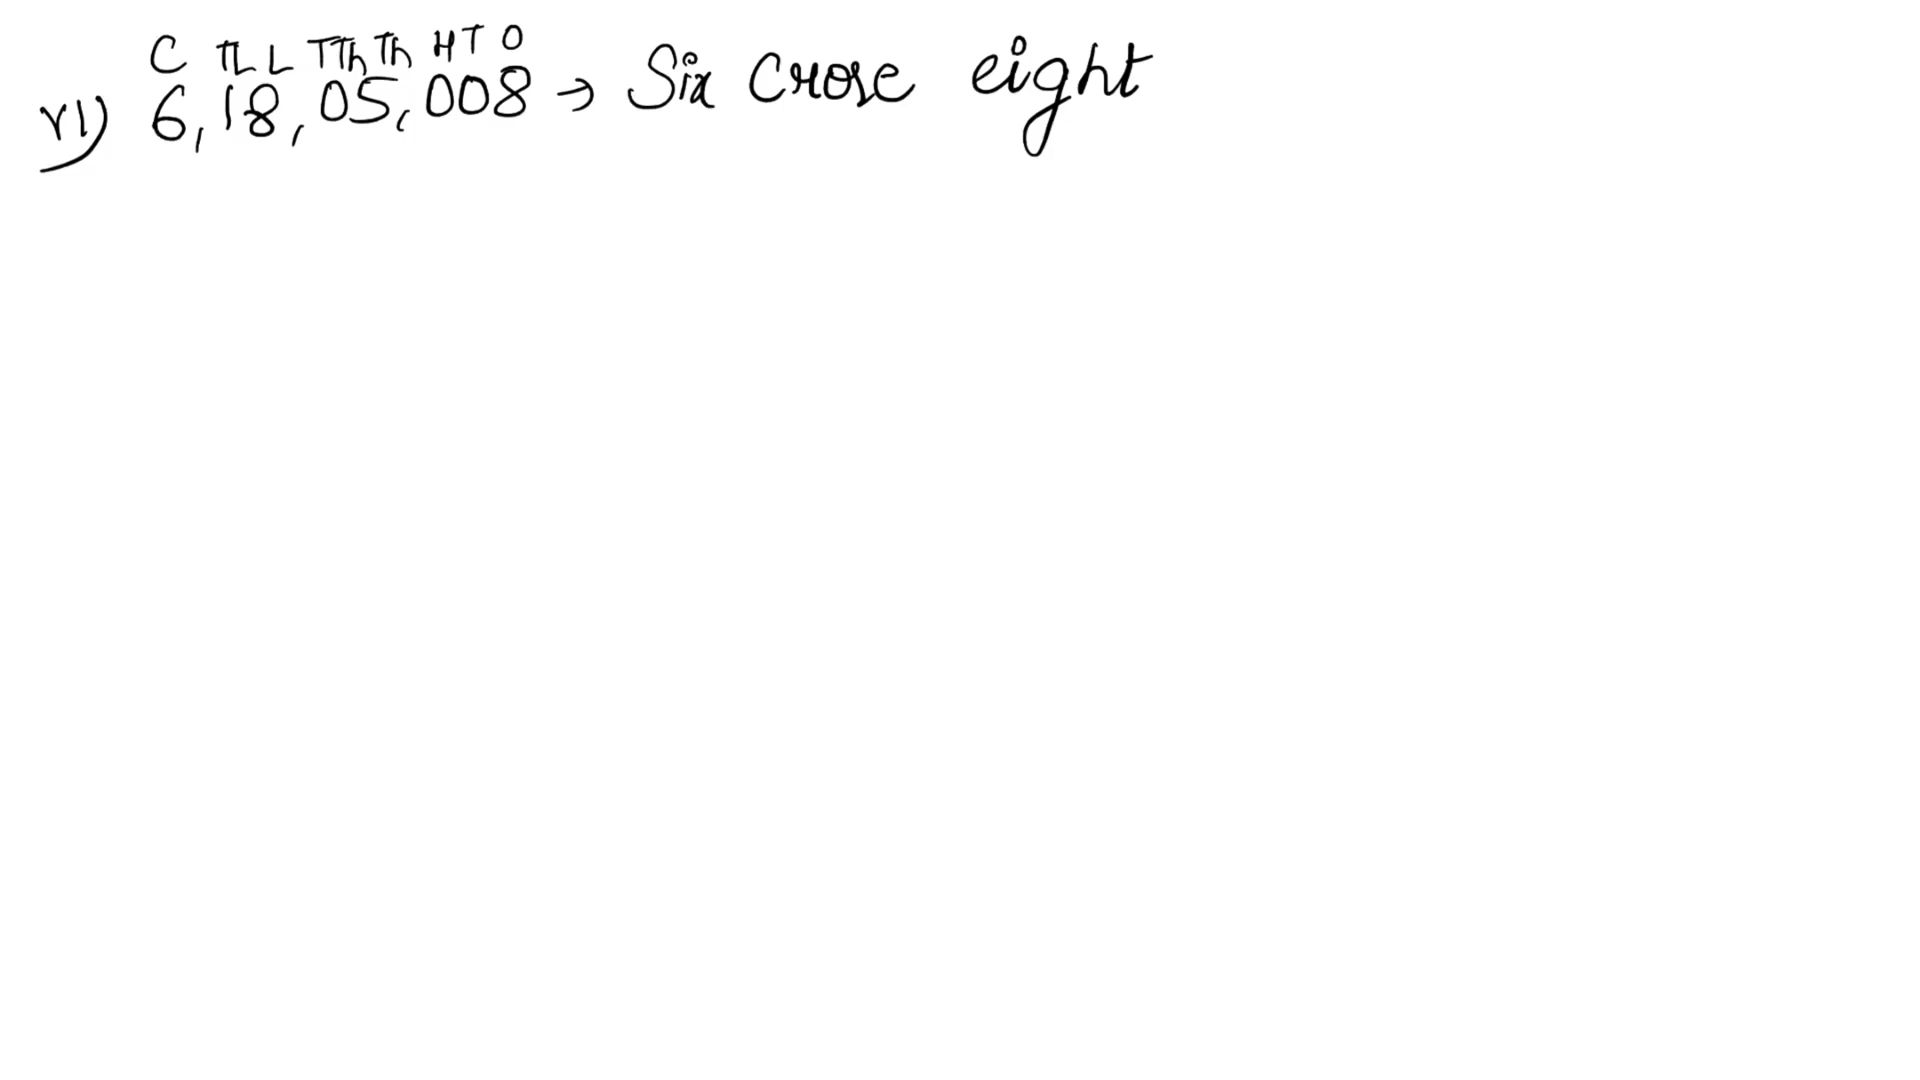 C TL L TTh Th H T O
vi) 6,18,05,008 → Six Crore eight